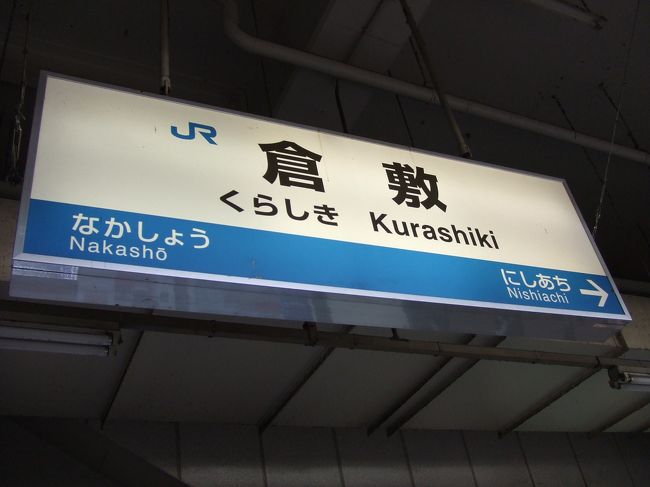 JR
倉敷
くらしき Kurashiki
なかしょう
Nakashō
にしあち
Nishiachi